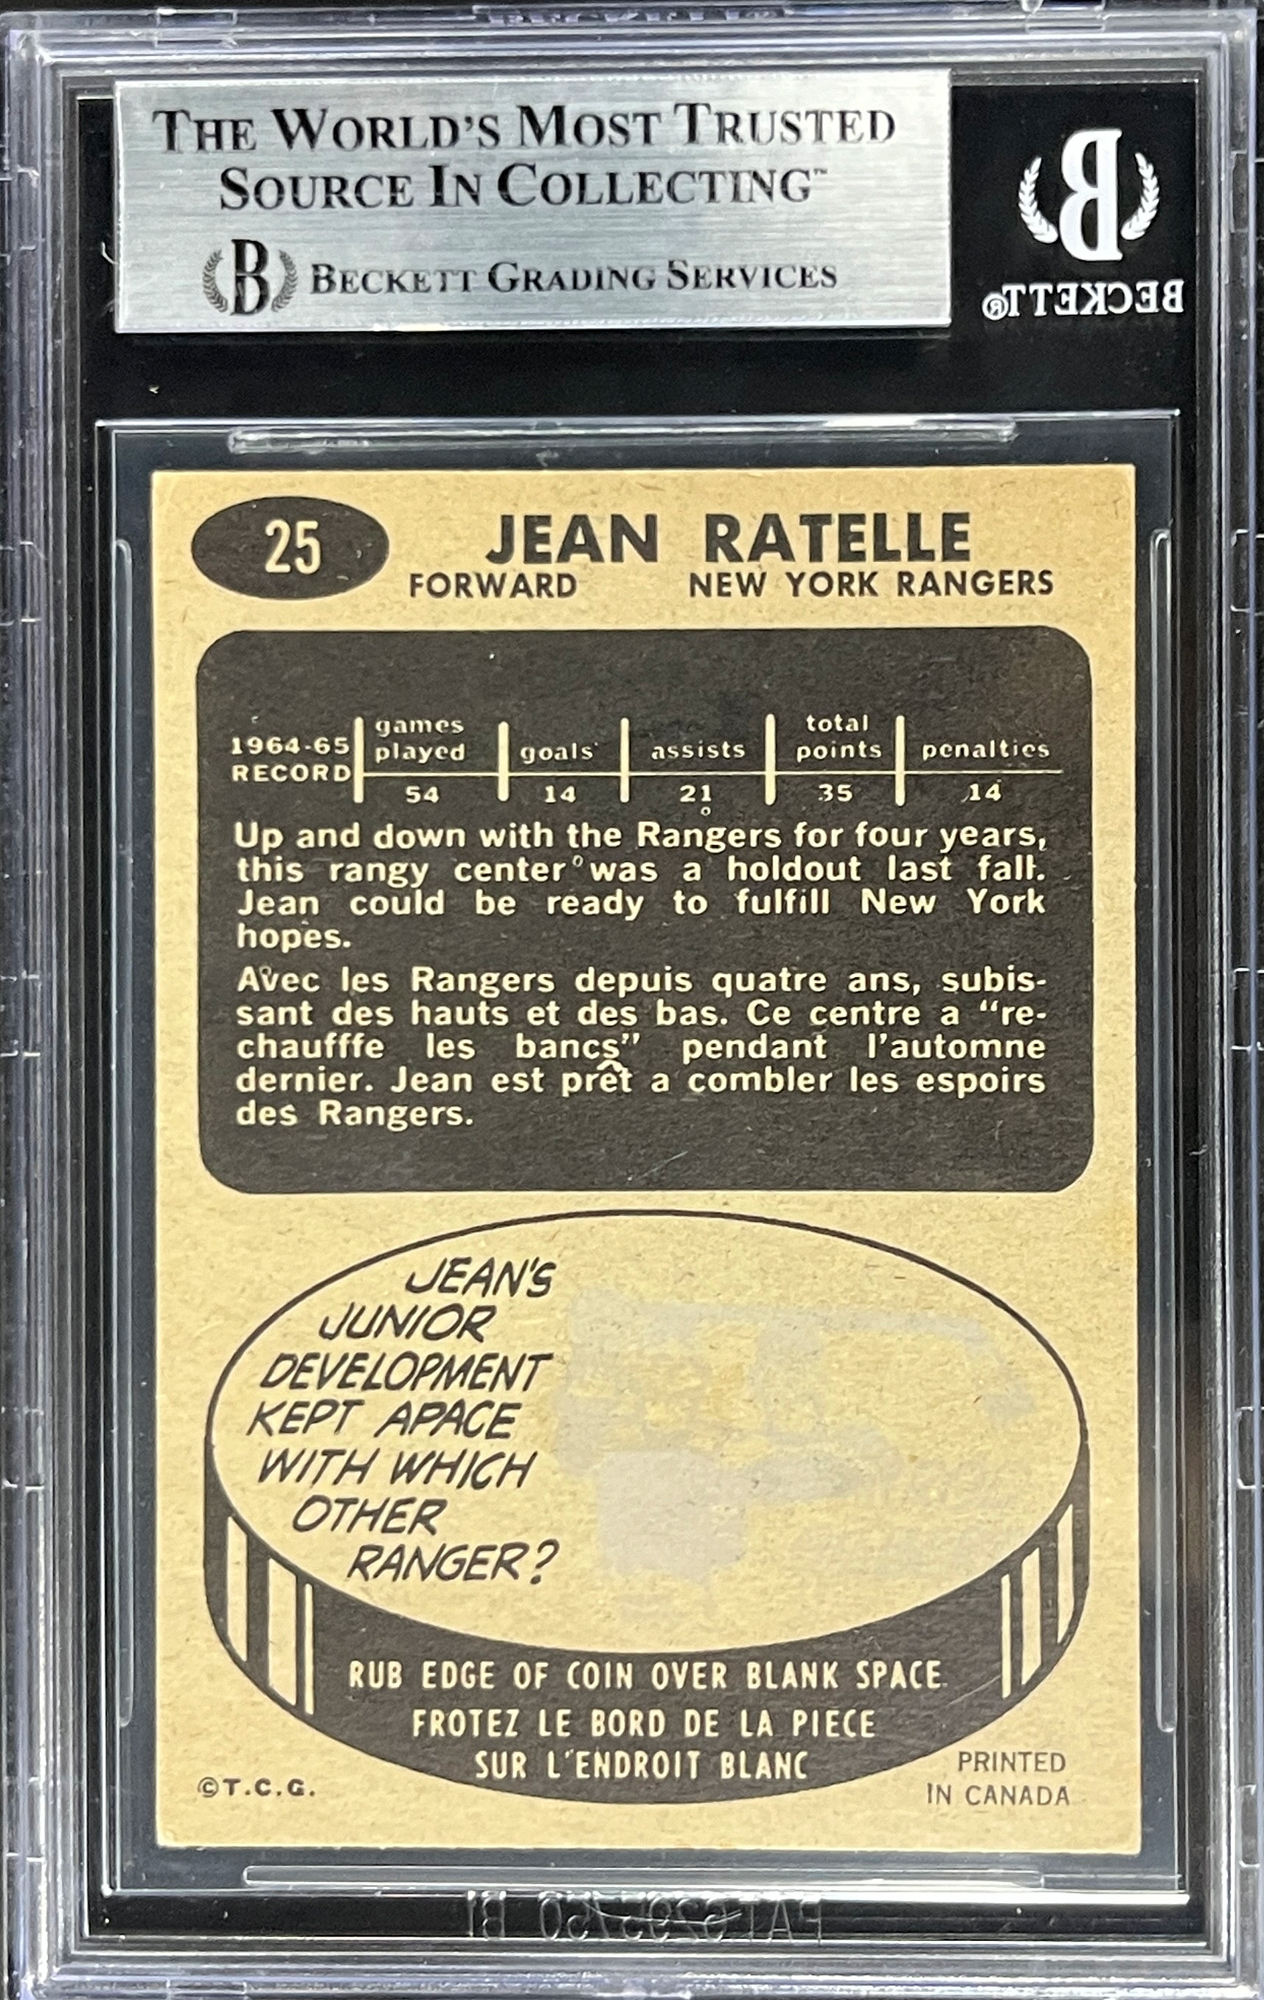 THE WORLD'S MOST TRUSTED
SOURCE IN COLLECTING™
B BECKETT GRADING SERVICES
B
BECKETT®
25
JEAN RATELLE
FORWARD NEW YORK RANGERS
1964-65 RECORD
games played goals assists total points penalties
54 14 21 35 14
Up and down with the Rangers for four years,
this rangy center was a holdout last fall.
Jean could be ready to fulfill New York
hopes.
Avec les Rangers depuis quatre ans, subis-
sant des hauts et des bas. Ce centre a “re-
chaufffe les bancs” pendant l'automne
dernier. Jean est prêt a combler les espoirs
des Rangers.
JEAN'S
JUNIOR
DEVELOPMENT
KEPT APACE
WITH WHICH
OTHER
RANGER?
RUB EDGE OF COIN OVER BLANK SPACE
FROTEZ LE BORD DE LA PIECE
SUR L'ENDROIT BLANC
©T.C.G.
PRINTED
IN CANADA